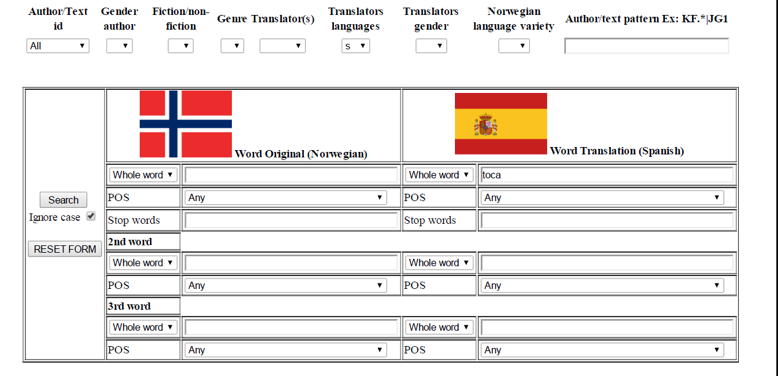 Author/Text id Gender author Fiction/non-fiction Genre Translator(s) Translators languages Translators gender Norwegian language variety Author/text pattern Ex: KF.*|JG1
All s
Word Original (Norwegian) Word Translation (Spanish)
Whole word Whole word toca
Search
POS Any POS Any
Ignore case
Stop words Stop words
2nd word
RESET FORM
Whole word Whole word
POS Any POS Any
3rd word
Whole word Whole word
POS Any POS Any